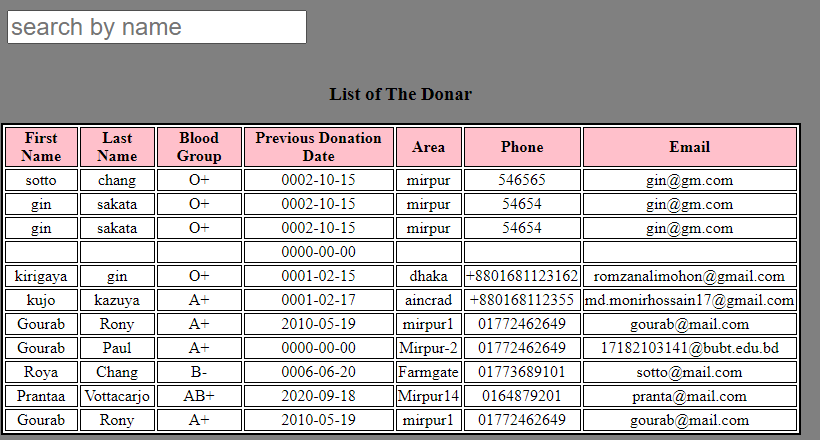 search by name
List of The Donar
First Name Last Name Blood Group Previous Donation Date Area Phone Email
sotto chang O+ 0002-10-15 mirpur 546565 gin@gm.com
gin sakata O+ 0002-10-15 mirpur 54654 gin@gm.com
gin sakata O+ 0002-10-15 mirpur 54654 gin@gm.com
0000-00-00
kirigaya gin O+ 0001-02-15 dhaka +8801681123162 romzanalimohon@gmail.com
kujo kazuya A+ 0001-02-17 aincrad +880168112355 md.monirhossain17@gmail.com
Gourab Rony A+ 2010-05-19 mirpur1 01772462649 gourab@mail.com
Gourab Paul A+ 0000-00-00 Mirpur-2 01772462649 17182103141@bubt.edu.bd
Roya Chang B- 0006-06-20 Farmgate 01773689101 sotto@mail.com
Prantaa Vottacarjo AB+ 2020-09-18 Mirpur14 0164879201 pranta@mail.com
Gourab Rony A+ 2010-05-19 mirpur1 01772462649 gourab@mail.com